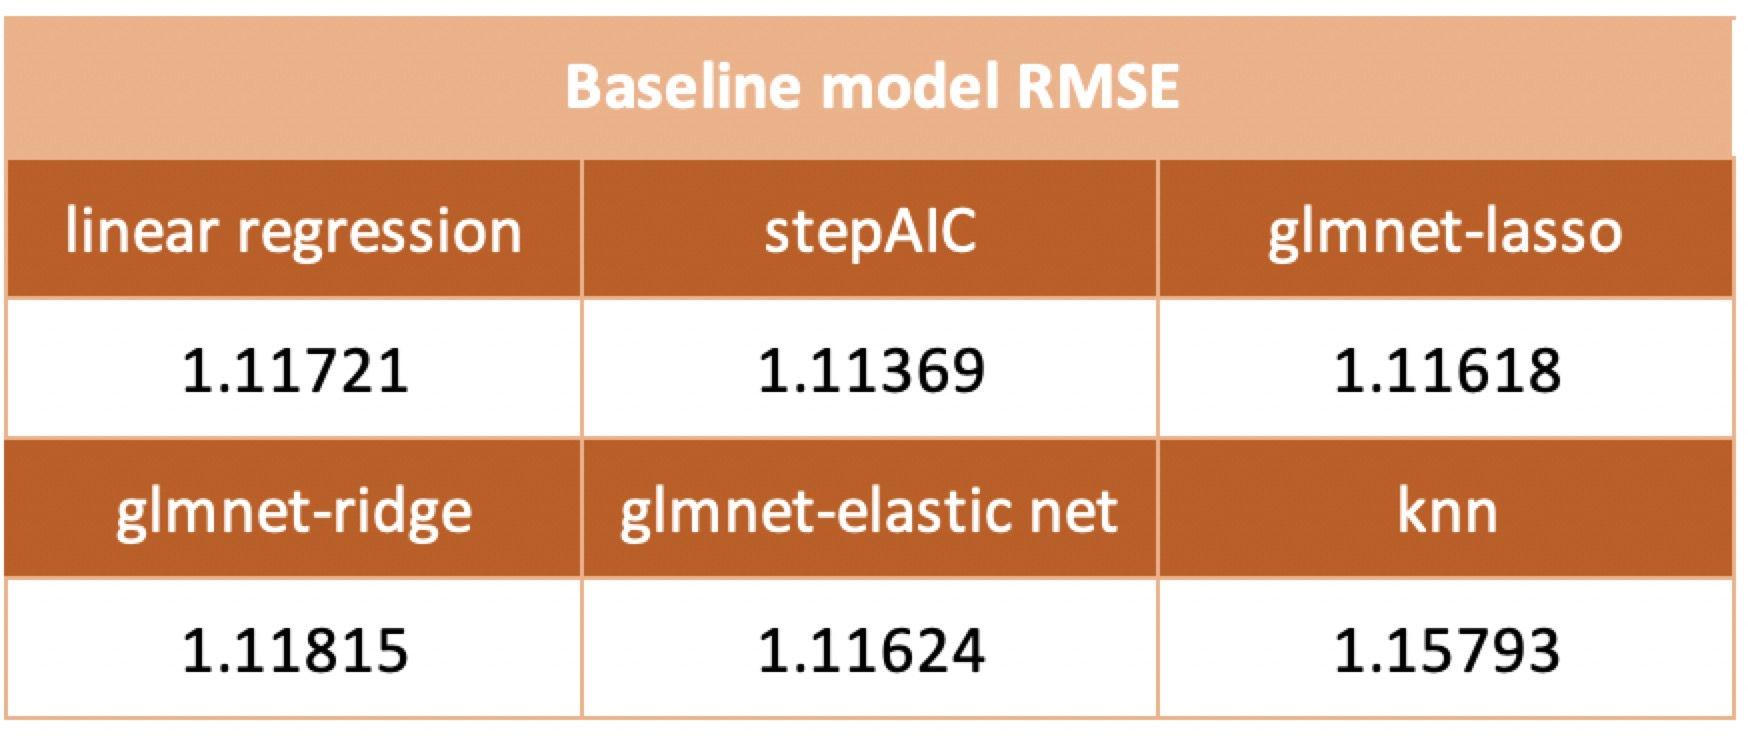 Baseline model RMSE
linear regression stepAIC glmnet-lasso
1.11721 1.11369 1.11618
glmnet-ridge glmnet-elastic net knn
1.11815 1.11624 1.15793